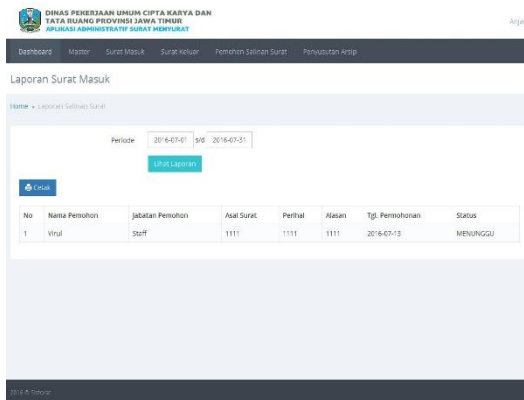 DINAS PEKERJAAN UMUM CIPTA KARYA DAN
TATA RUANG PROVINSI JAWA TIMUR
APLIKASI ADMINISTRATIF SURAT MENYURAT
Anja
Dashboard Master Surat Masuk Surat Keluar Pemohon Salinan Surat Penyusutan Arsip
Laporan Surat Masuk
Home Laporan Salinan Surat
Periode 2016-07-01 s/d 2016-07-31
Lihat Laporan
Cetak
No Nama Pemohon Jabatan Pemohon Asal Surat Perihal Alasan Tgl. Permohonan Status
1 Virul Staff 1111 1111 1111 2016-07-13 MENUNGGU
2016 ©